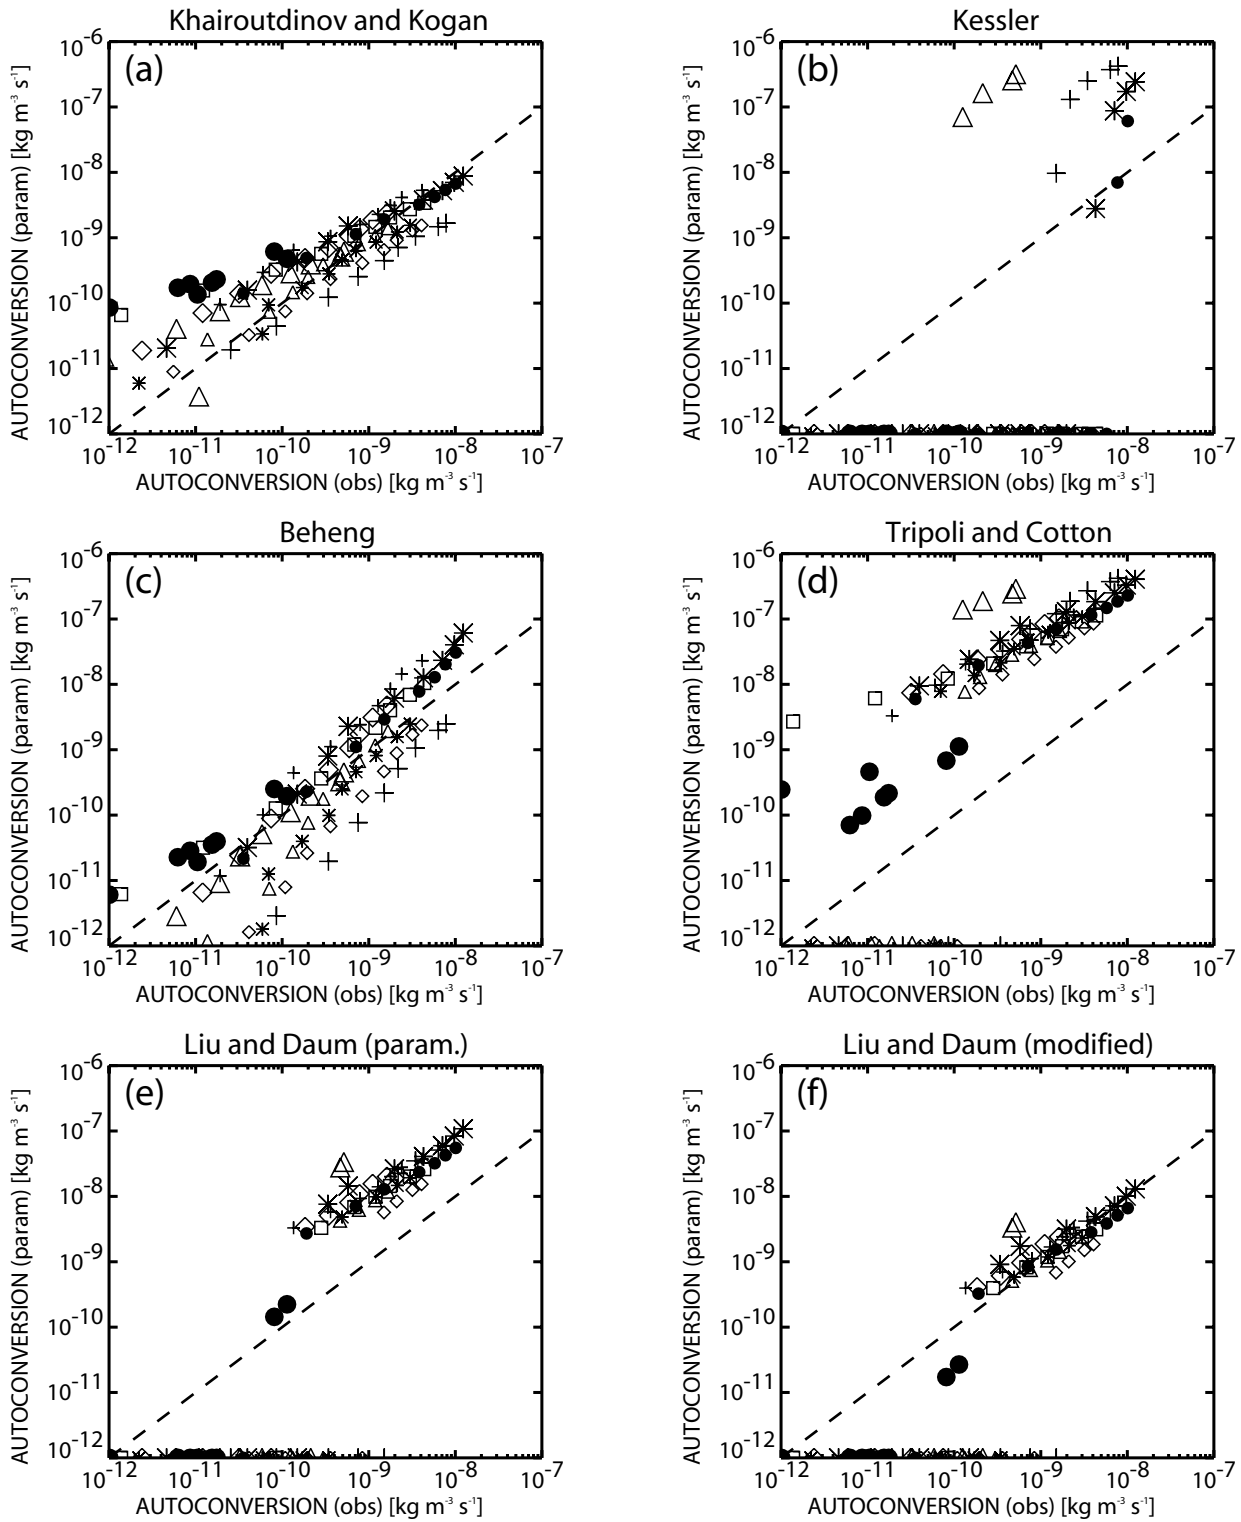 Khairoutdinov and Kogan
(a)
AUTOCONVERSION (param) [kg m⁻³ s⁻¹]
10⁻⁶
10⁻⁷
10⁻⁸
10⁻⁹
10⁻¹⁰
10⁻¹¹
10⁻¹²
10⁻¹² 10⁻¹¹ 10⁻¹⁰ 10⁻⁹ 10⁻⁸ 10⁻⁷
AUTOCONVERSION (obs) [kg m⁻³ s⁻¹]
Kessler
(b)
AUTOCONVERSION (param) [kg m⁻³ s⁻¹]
10⁻⁶
10⁻⁷
10⁻⁸
10⁻⁹
10⁻¹⁰
10⁻¹¹
10⁻¹²
10⁻¹² 10⁻¹¹ 10⁻¹⁰ 10⁻⁹ 10⁻⁸ 10⁻⁷
AUTOCONVERSION (obs) [kg m⁻³ s⁻¹]
Beheng
(c)
AUTOCONVERSION (param) [kg m⁻³ s⁻¹]
10⁻⁶
10⁻⁷
10⁻⁸
10⁻⁹
10⁻¹⁰
10⁻¹¹
10⁻¹²
10⁻¹² 10⁻¹¹ 10⁻¹⁰ 10⁻⁹ 10⁻⁸ 10⁻⁷
AUTOCONVERSION (obs) [kg m⁻³ s⁻¹]
Tripoli and Cotton
(d)
AUTOCONVERSION (param) [kg m⁻³ s⁻¹]
10⁻⁶
10⁻⁷
10⁻⁸
10⁻⁹
10⁻¹⁰
10⁻¹¹
10⁻¹²
10⁻¹² 10⁻¹¹ 10⁻¹⁰ 10⁻⁹ 10⁻⁸ 10⁻⁷
AUTOCONVERSION (obs) [kg m⁻³ s⁻¹]
Liu and Daum (param.)
(e)
AUTOCONVERSION (param) [kg m⁻³ s⁻¹]
10⁻⁶
10⁻⁷
10⁻⁸
10⁻⁹
10⁻¹⁰
10⁻¹¹
10⁻¹²
10⁻¹² 10⁻¹¹ 10⁻¹⁰ 10⁻⁹ 10⁻⁸ 10⁻⁷
AUTOCONVERSION (obs) [kg m⁻³ s⁻¹]
Liu and Daum (modified)
(f)
AUTOCONVERSION (param) [kg m⁻³ s⁻¹]
10⁻⁶
10⁻⁷
10⁻⁸
10⁻⁹
10⁻¹⁰
10⁻¹¹
10⁻¹²
10⁻¹² 10⁻¹¹ 10⁻¹⁰ 10⁻⁹ 10⁻⁸ 10⁻⁷
AUTOCONVERSION (obs) [kg m⁻³ s⁻¹]